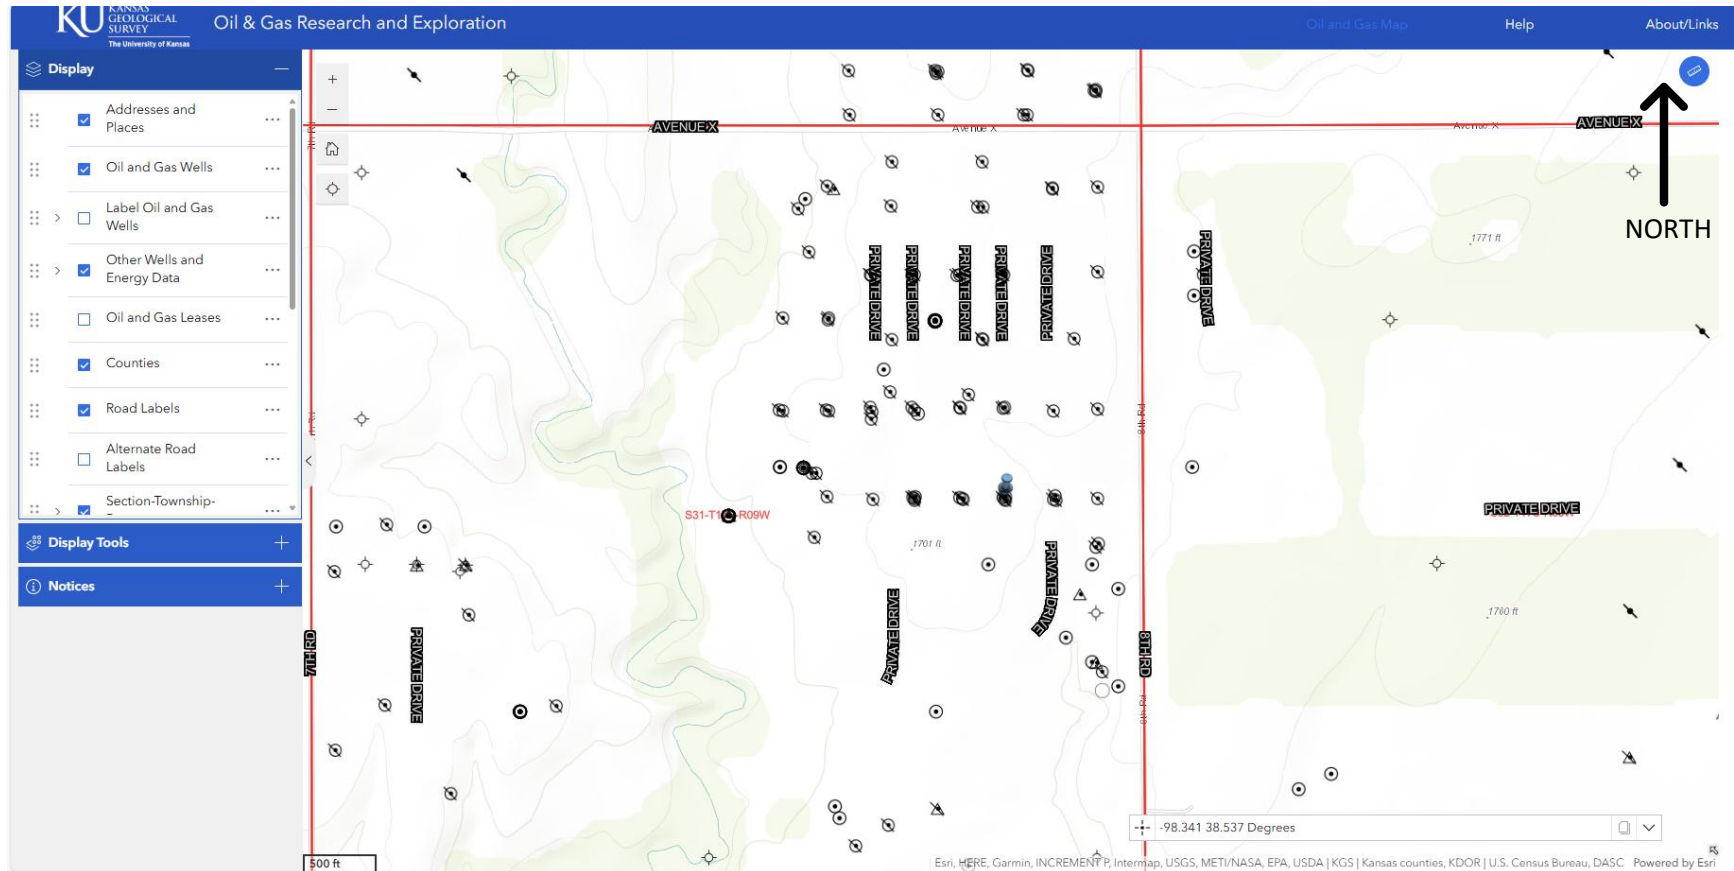 KU KANSAS
GEOLOGICAL
SURVEY
The University of Kansas
Oil & Gas Research and Exploration
Oil and Gas Map
Help
About/Links
Display
Addresses and
Places
Oil and Gas Wells
Label Oil and Gas
Wells
Other Wells and
Energy Data
Oil and Gas Leases
Counties
Road Labels
Alternate Road
Labels
Section-Township-
Display Tools
Notices
AVENUE X
Avenue X
Avenue X
AVENUE X
NORTH
1771 ft
PRIVATE DRIVE
PRIVATE DRIVE
PRIVATE DRIVE
PRIVATE DRIVE
PRIVATE DRIVE
PRIVATE DRIVE
8th Rd
PRIVATE DRIVE
R09W
1701 ft
PRIVATE DRIVE
PRIVATE DRIVE
PRIVATE DRIVE
1760 ft
7TH RD
8TH RD
8th Rd
-98.341 38.537 Degrees
500 ft
Esri, HERE, Garmin, INCREMENT P, Intermap, USGS, METI/NASA, EPA, USDA | KGS | Kansas counties, KDOR | U.S. Census Bureau, DASC Powered by Esri